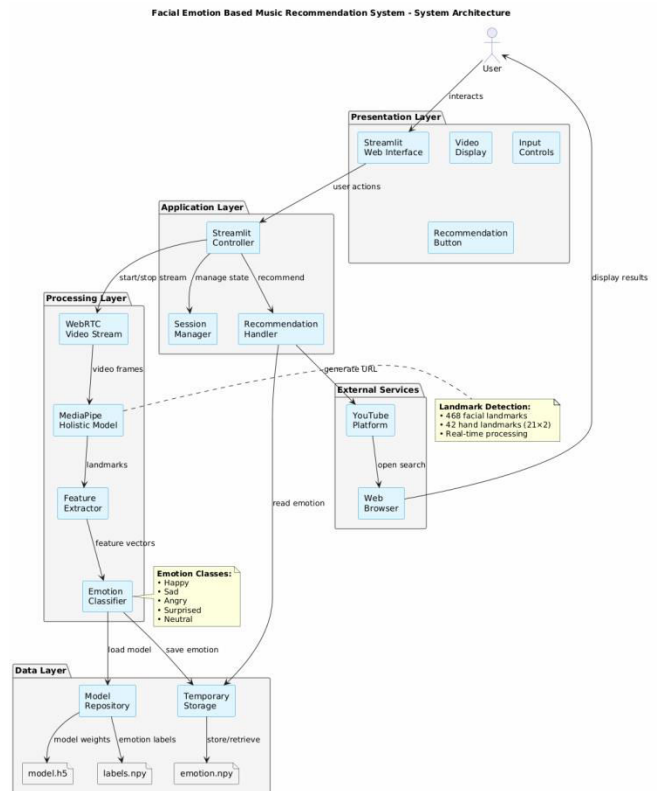 Facial Emotion Based Music Recommendation System - System Architecture
User
interacts
Presentation Layer
Streamlit
Web Interface
Video
Display
Input
Controls
Recommendation
Button
user actions
display results
Application Layer
Streamlit
Controller
start/stop stream
manage state
recommend
Session
Manager
Recommendation
Handler
Processing Layer
WebRTC
Video Stream
video frames
MediaPipe
Holistic Model
landmarks
Feature
Extractor
feature vectors
Emotion
Classifier
generate URL
External Services
YouTube
Platform
open search
Web
Browser
Landmark Detection:
• 468 facial landmarks
• 42 hand landmarks (21×2)
• Real-time processing
read emotion
Emotion Classes:
• Happy
• Sad
• Angry
• Surprised
• Neutral
load model
save emotion
Data Layer
Model
Repository
Temporary
Storage
model weights
emotion labels
store/retrieve
model.h5
labels.npy
emotion.npy